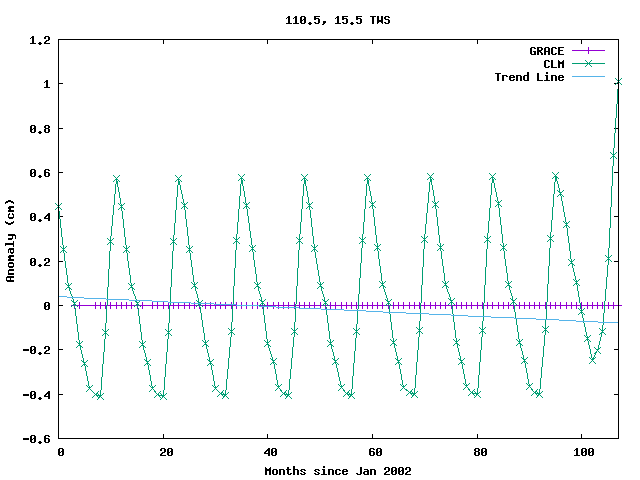 110.5, 15.5 TWS
GRACE
CLM
Trend Line
1.2
1
0.8
0.6
0.4
0.2
0
-0.2
-0.4
-0.6
Anomaly (cm)
0 20 40 60 80 100
Months since Jan 2002